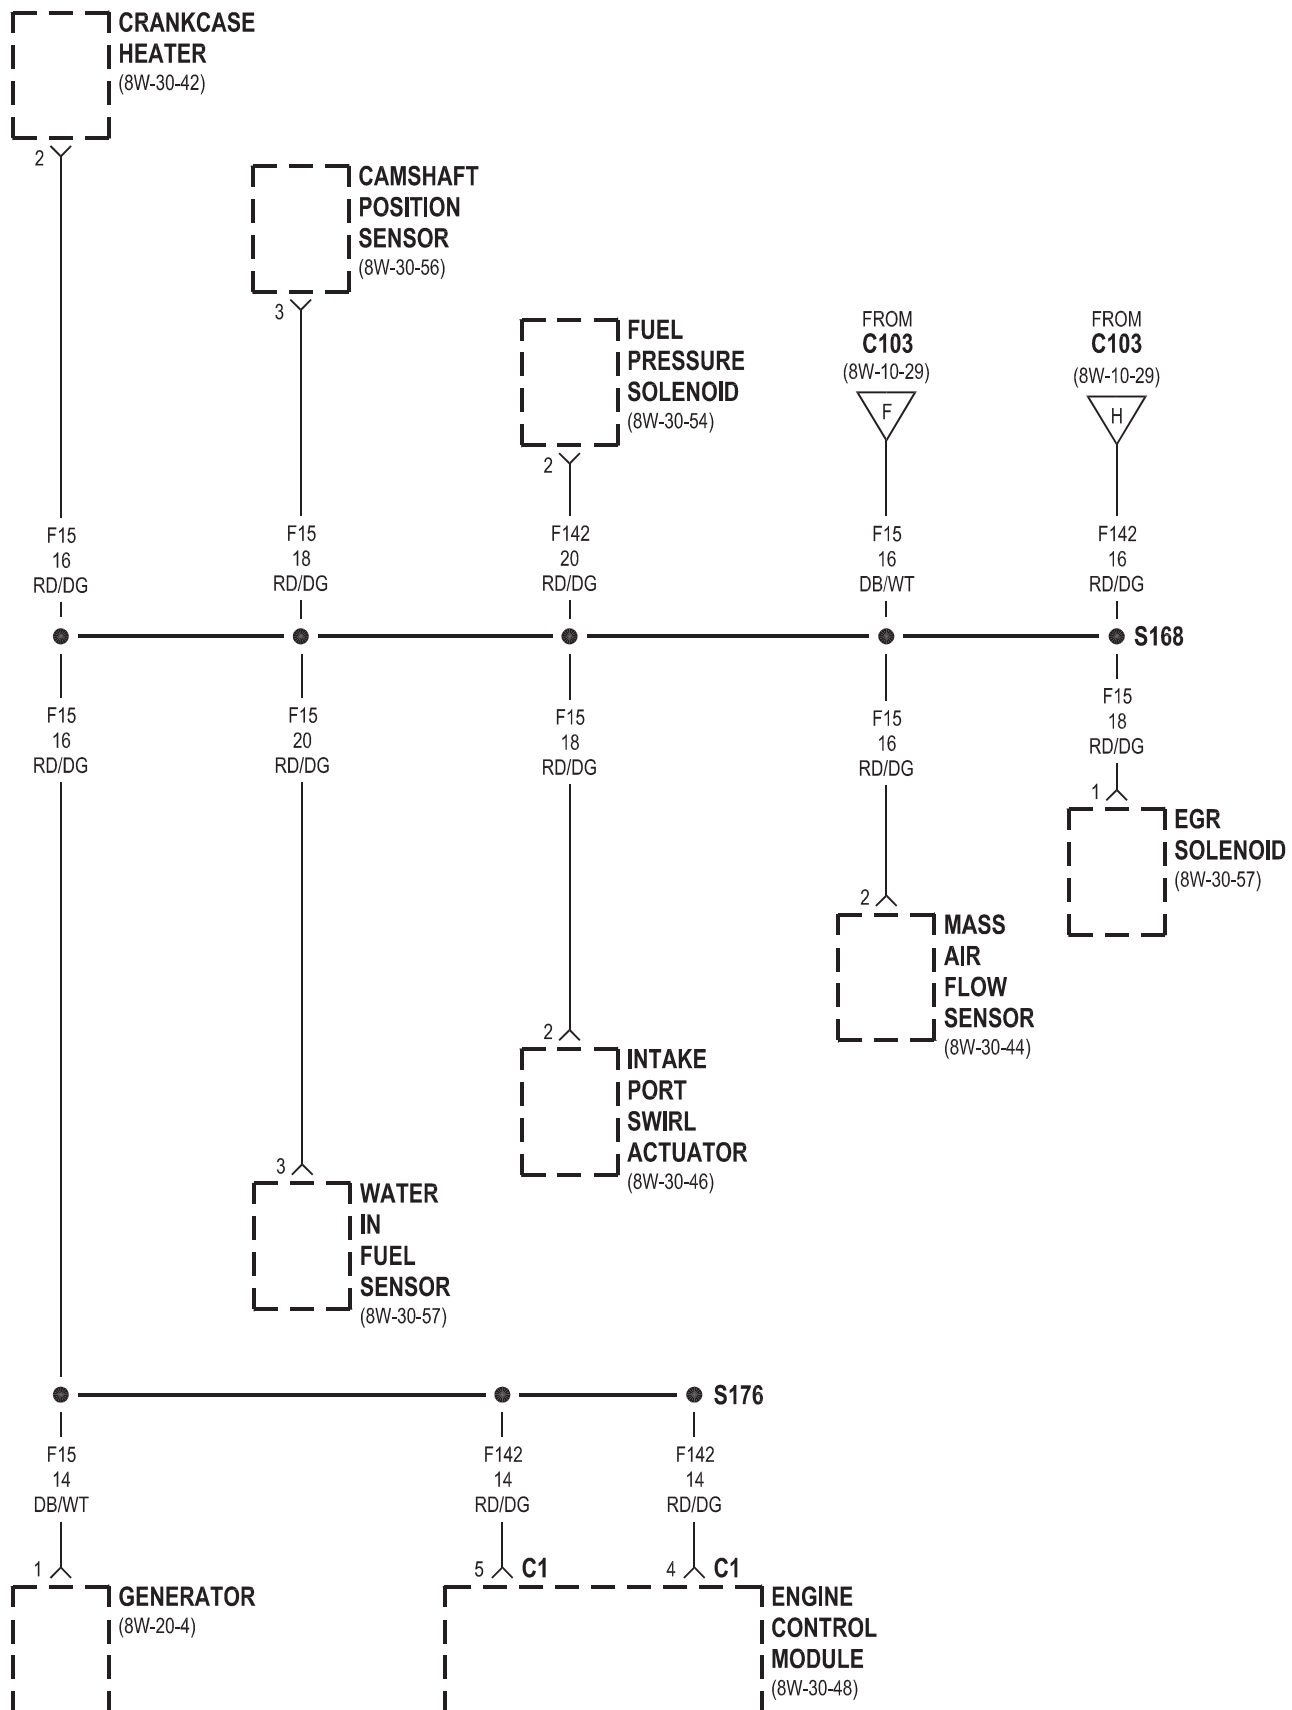 CRANKCASE
HEATER
(8W-30-42)
2
CAMSHAFT
POSITION
SENSOR
(8W-30-56)
3
FUEL
PRESSURE
SOLENOID
(8W-30-54)
2
FROM
C103
(8W-10-29)
F
FROM
C103
(8W-10-29)
H
F15
16
RD/DG
F15
18
RD/DG
F142
20
RD/DG
F15
16
DB/WT
F142
16
RD/DG
S168
F15
16
RD/DG
F15
20
RD/DG
F15
18
RD/DG
F15
16
RD/DG
F15
18
RD/DG
1
EGR
SOLENOID
(8W-30-57)
2
MASS
AIR
FLOW
SENSOR
(8W-30-44)
2
INTAKE
PORT
SWIRL
ACTUATOR
(8W-30-46)
3
WATER
IN
FUEL
SENSOR
(8W-30-57)
S176
F15
14
DB/WT
F142
14
RD/DG
F142
14
RD/DG
1
GENERATOR
(8W-20-4)
5
C1
4
C1
ENGINE
CONTROL
MODULE
(8W-30-48)